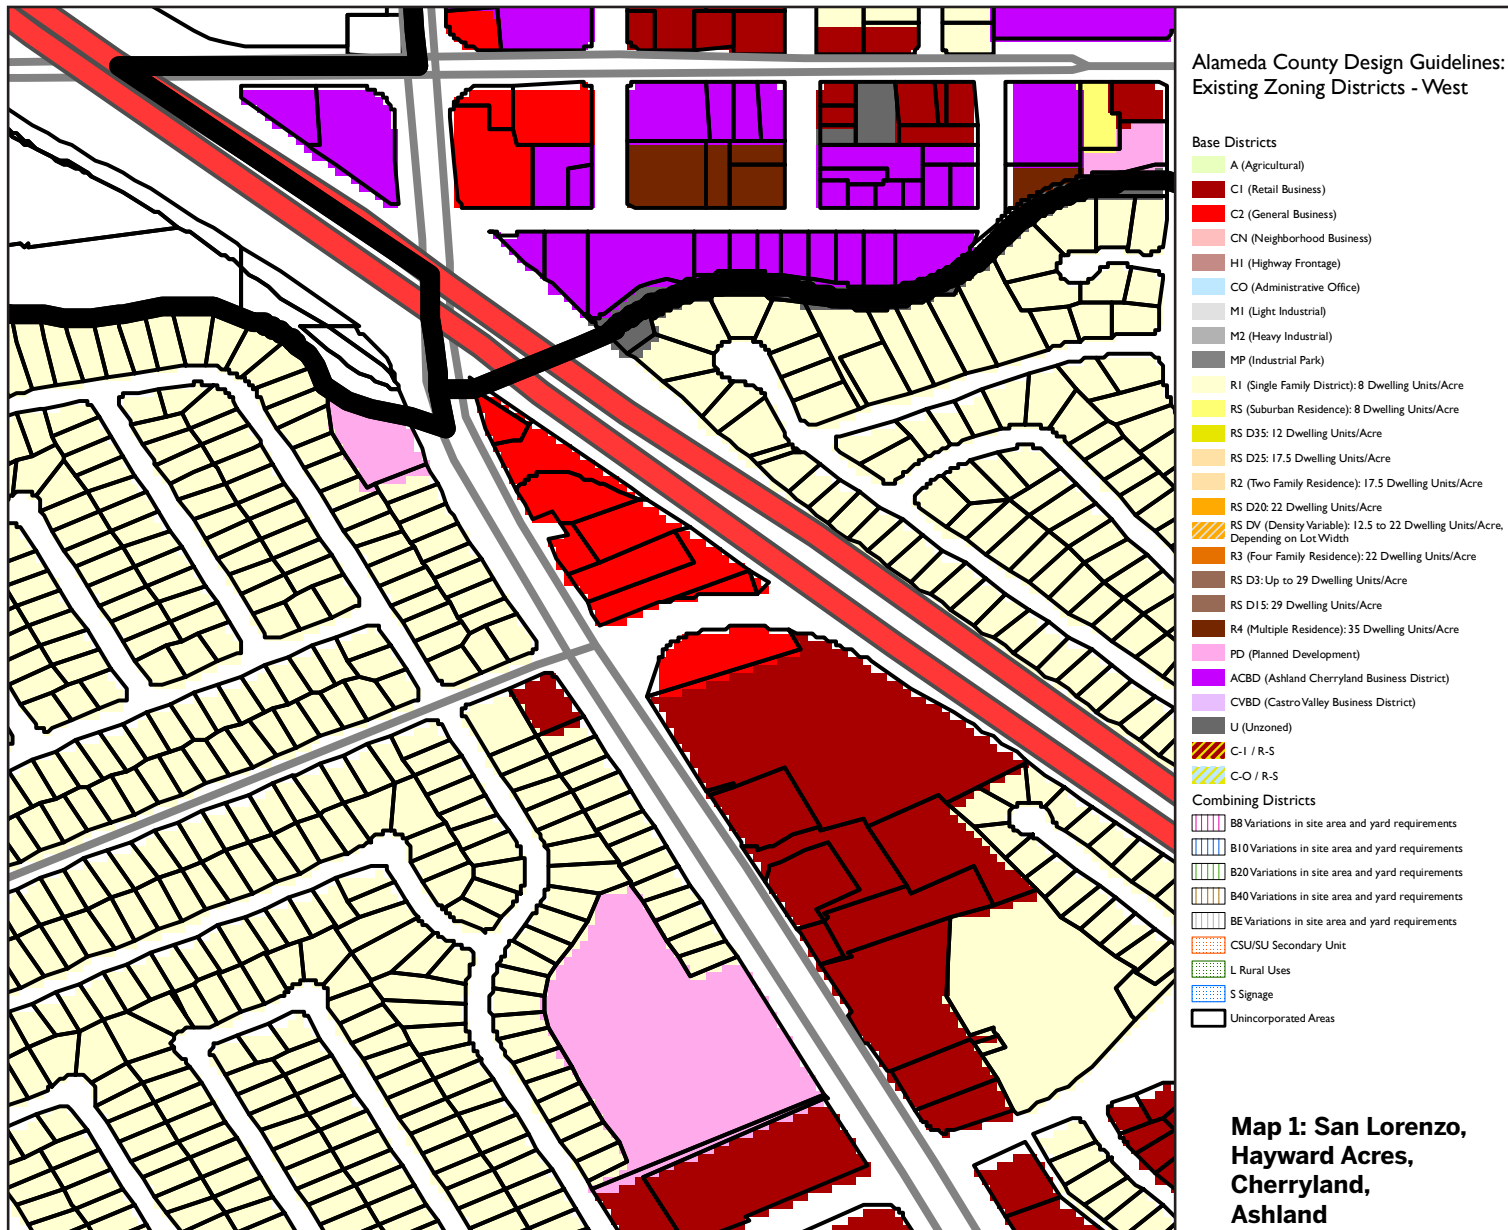 Alameda County Design Guidelines:
Existing Zoning Districts - West
Base Districts
A (Agricultural)
C1 (Retail Business)
C2 (General Business)
CN (Neighborhood Business)
H1 (Highway Frontage)
CO (Administrative Office)
M1 (Light Industrial)
M2 (Heavy Industrial)
MP (Industrial Park)
R1 (Single Family District): 8 Dwelling Units/Acre
RS (Suburban Residence): 8 Dwelling Units/Acre
RS D35: 12 Dwelling Units/Acre
RS D25: 17.5 Dwelling Units/Acre
R2 (Two Family Residence): 17.5 Dwelling Units/Acre
RS D20: 22 Dwelling Units/Acre
RS DV (Density Variable): 12.5 to 22 Dwelling Units/Acre,
Depending on Lot Width
R3 (Four Family Residence): 22 Dwelling Units/Acre
RS D3: Up to 29 Dwelling Units/Acre
RS D15: 29 Dwelling Units/Acre
R4 (Multiple Residence): 35 Dwelling Units/Acre
PD (Planned Development)
ACBD (Ashland Cherryland Business District)
CVBD (Castro Valley Business District)
U (Unzoned)
C-1 / R-S
C-O / R-S
Combining Districts
B8 Variations in site area and yard requirements
B10 Variations in site area and yard requirements
B20 Variations in site area and yard requirements
B40 Variations in site area and yard requirements
BE Variations in site area and yard requirements
CSU/SU Secondary Unit
L Rural Uses
S Signage
Unincorporated Areas
Map 1: San Lorenzo,
Hayward Acres,
Cherryland,
Ashland